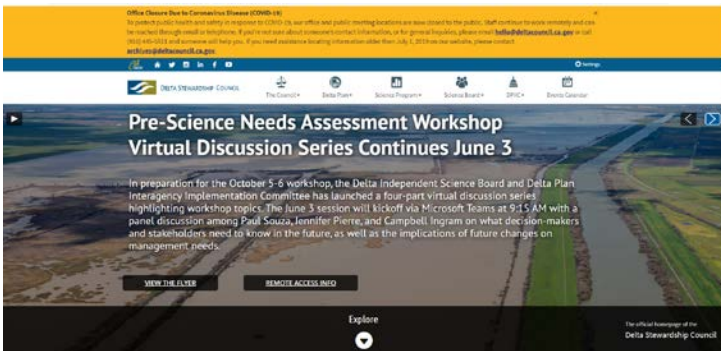 Office Closure Due to Coronavirus Disease (COVID-19)
To protect public health and safety in response to COVID-19, our office and public meeting locations are now closed to the public. Staff continue to work remotely and can
be reached through email or telephone. If you're not sure about someone's contact information, or for general inquiries, please email hello@deltacouncil.ca.gov or call
and someone will help you. If you need assistance locating information older than July 1, 2019 on our website, please contact
archives@deltacouncil.ca.gov.
Settings
DELTA STEWARDSHIP COUNCIL
The Council
Delta Plan
Science Program
Science Board
DPIIC
Events Calendar
Pre-Science Needs Assessment Workshop
Virtual Discussion Series Continues June 3
In preparation for the October 5-6 workshop, the Delta Independent Science Board and Delta Plan
Interagency Implementation Committee has launched a four-part virtual discussion series
highlighting workshop topics. The June 3 session will kickoff via Microsoft Teams at 9:15 AM with a
panel discussion among Paul Souza, Jennifer Pierre, and Campbell Ingram on what decision-makers
and stakeholders need to know in the future, as well as the implications of future changes on
management needs.
VIEW THE FLYER
REMOTE ACCESS INFO
Explore
The official homepage of the
Delta Stewardship Council